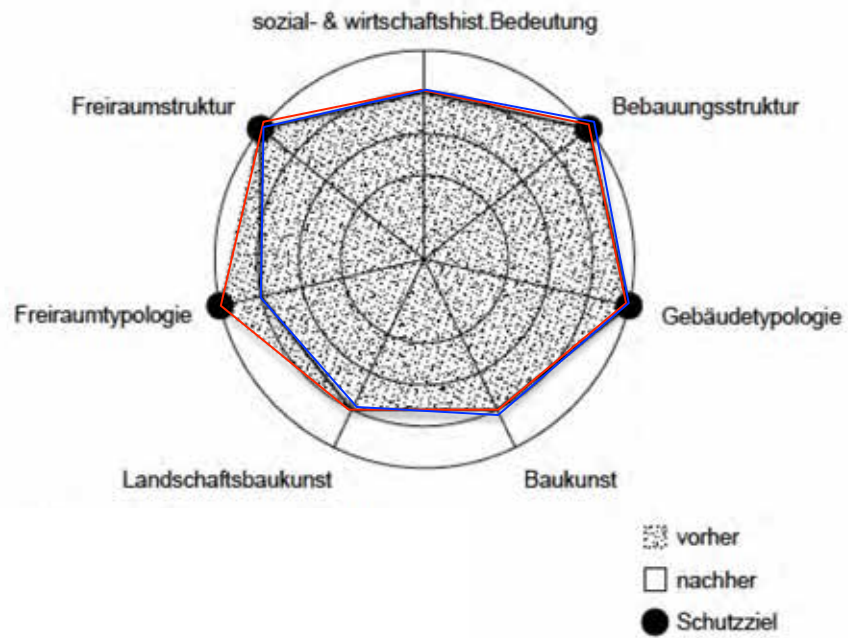 sozial- & wirtschaftshist.Bedeutung
Freiraumstruktur
Bebauungsstruktur
Freiraumtypologie
Gebäudetypologie
Landschaftsbaukunst
Baukunst
vorher
nachher
Schutzziel